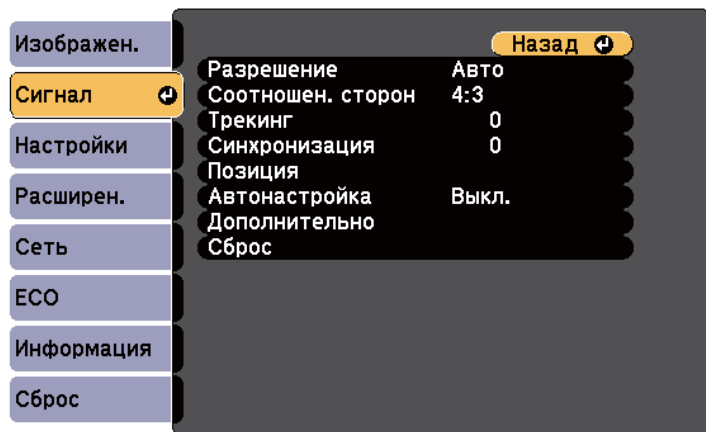 Изображен.
Сигнал
Настройки
Расширен.
Сеть
ECO
Информация
Сброс
Назад
Разрешение Авто
Соотношен. сторон 4:3
Трекинг 0
Синхронизация 0
Позиция
Автонастройка Выкл.
Дополнительно
Сброс